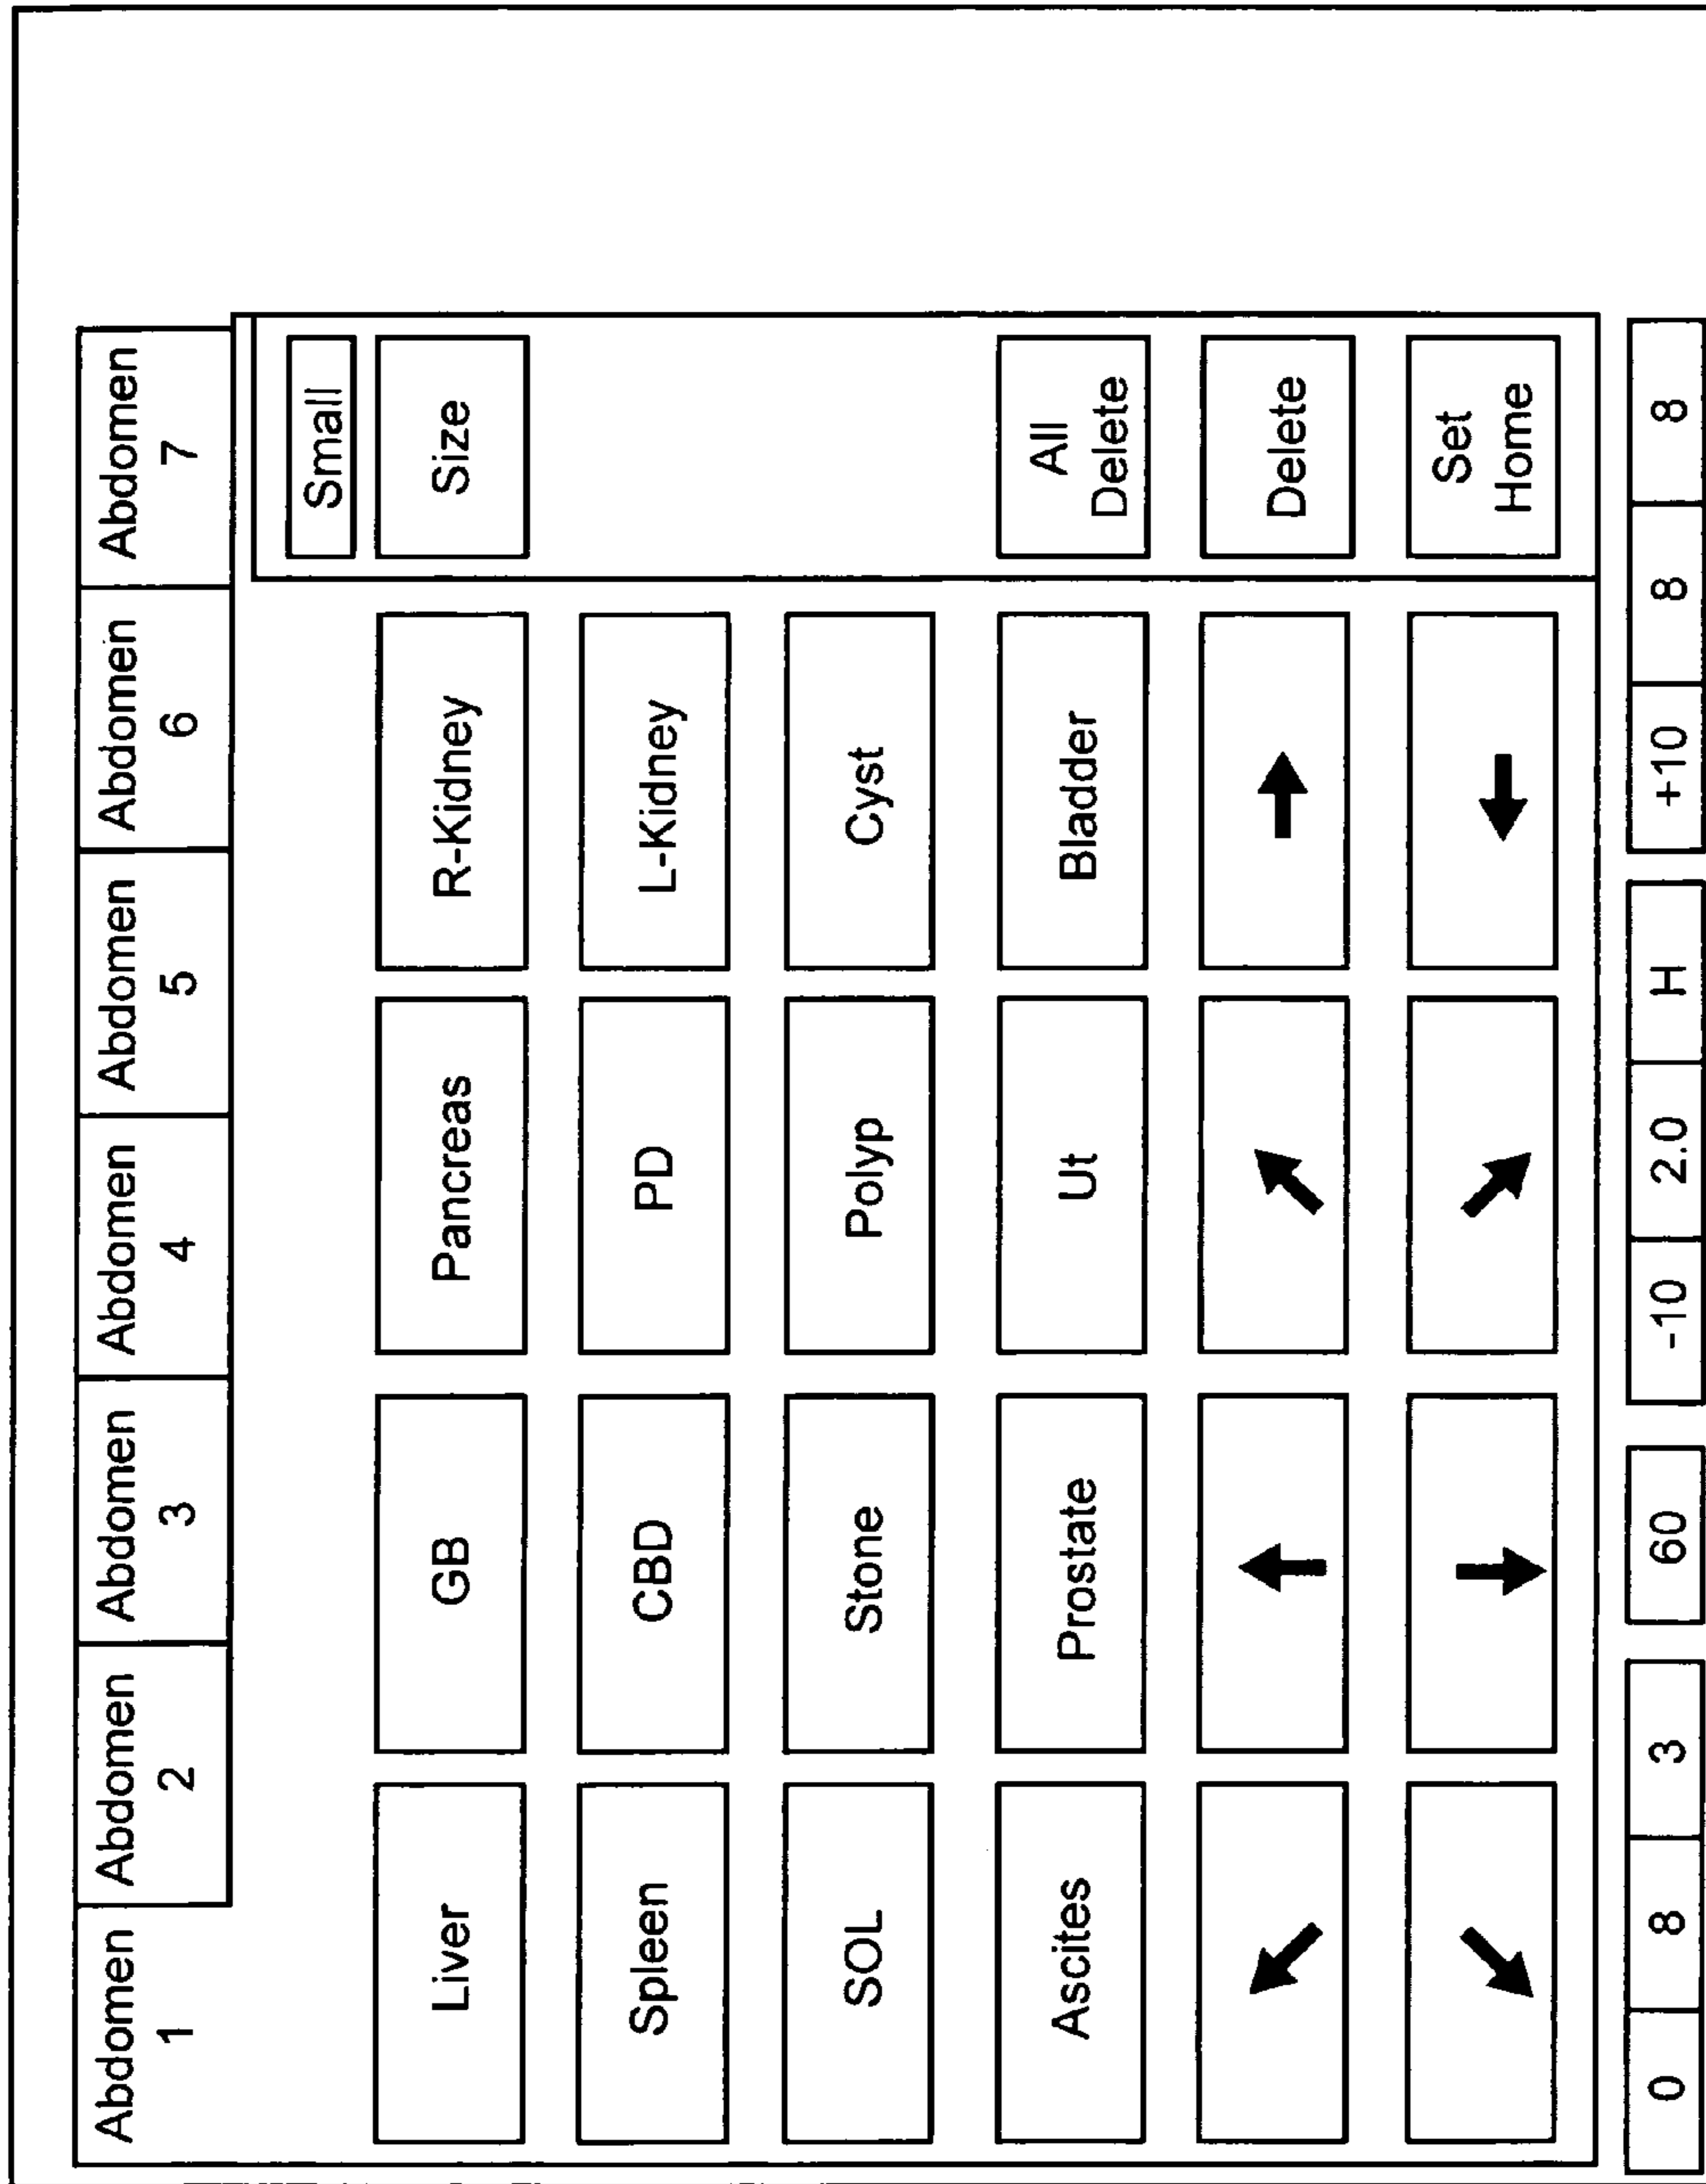 Abdomen
1
Abdomen
2
Abdomen
3
Abdomen
4
Abdomen
5
Abdomen
6
Abdomen
7
Small
Liver
GB
Pancreas
R-Kidney
Size
Spleen
CBD
PD
L-Kidney
SOL
Stone
Polyp
Cyst
Ascites
Prostate
Ut
Bladder
All
Delete
Delete
Set
Home
0
8
3
60
-10
2.0
H
+10
8
8